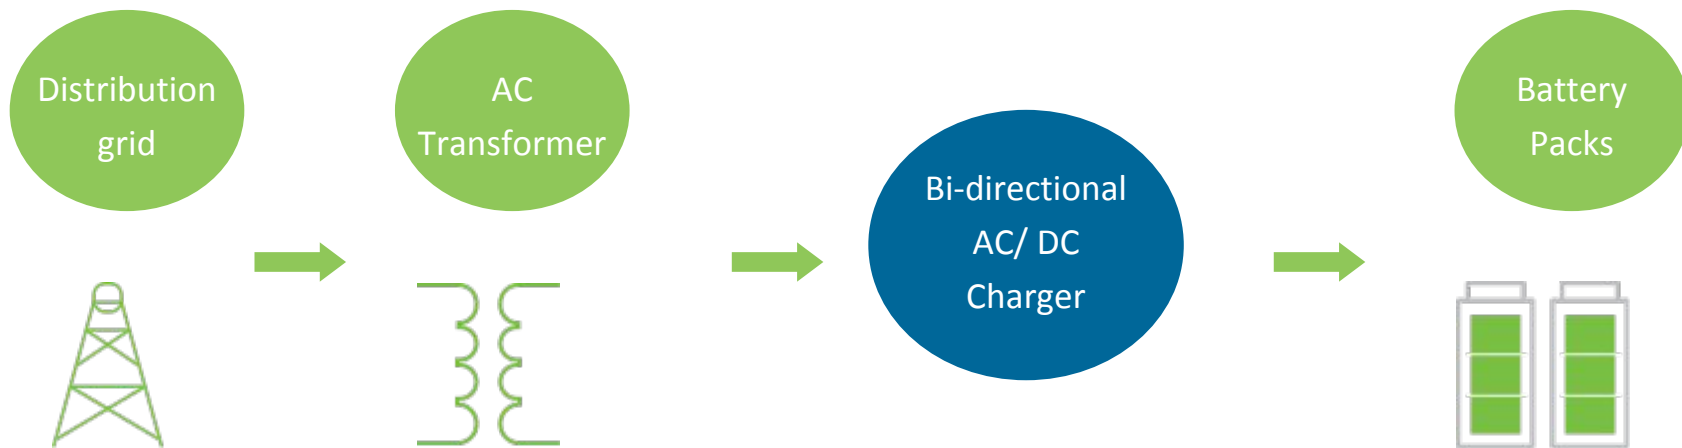 Distribution
grid
AC
Transformer
Bi-directional
AC/ DC
Charger
Battery
Packs